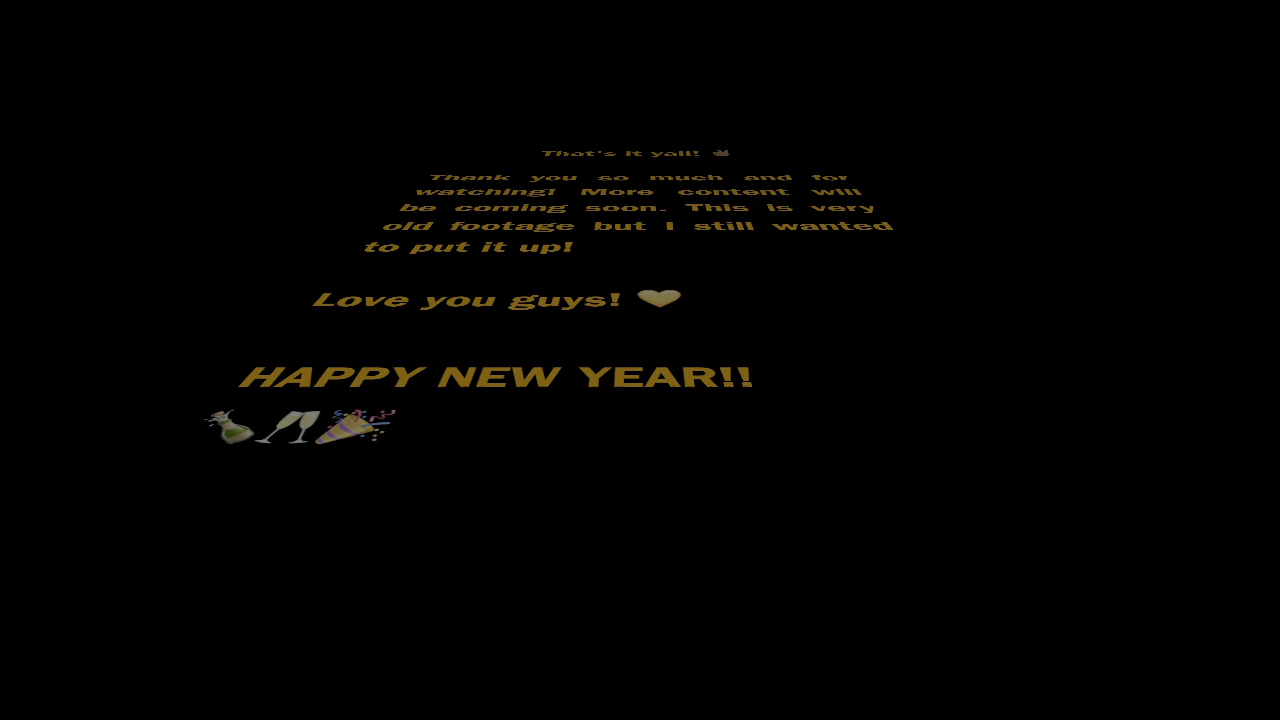 That's it yall! 
Thank you so much and for
watching! More content will
be coming soon. This is very
old footage but I still wanted
to put it up!
Love you guys! 💛
HAPPY NEW YEAR!!
🍾🥂🎉